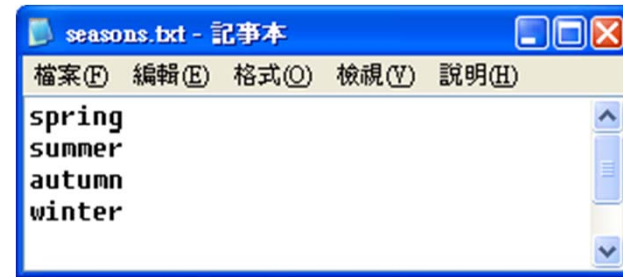 seasons.txt - 記事本
檔案(F) 編輯(E) 格式(O) 檢視(V) 說明(H)
spring
summer
autumn
winter